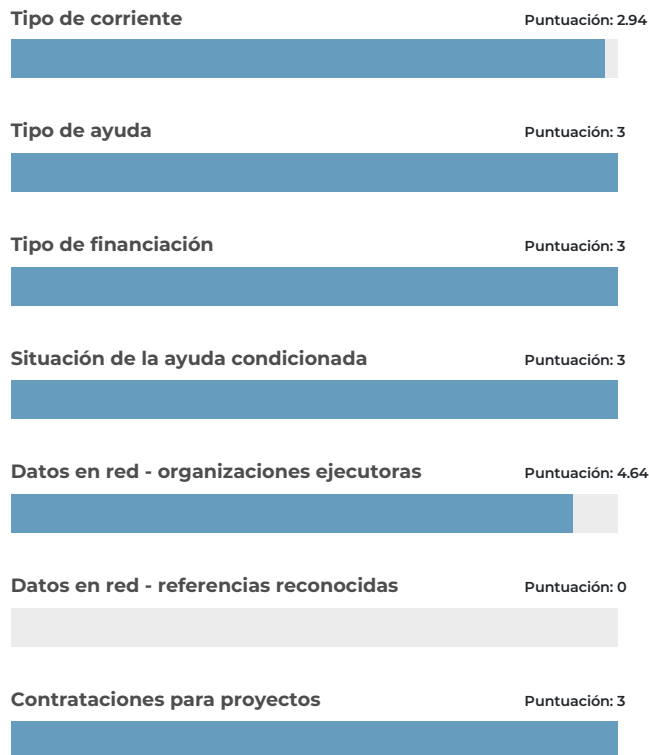 Tipo de corriente Puntuación: 2.94
Tipo de ayuda Puntuación: 3
Tipo de financiación Puntuación: 3
Situación de la ayuda condicionada Puntuación: 3
Datos en red - organizaciones ejecutoras Puntuación: 4.64
Datos en red - referencias reconocidas Puntuación: 0
Contrataciones para proyectos Puntuación: 3